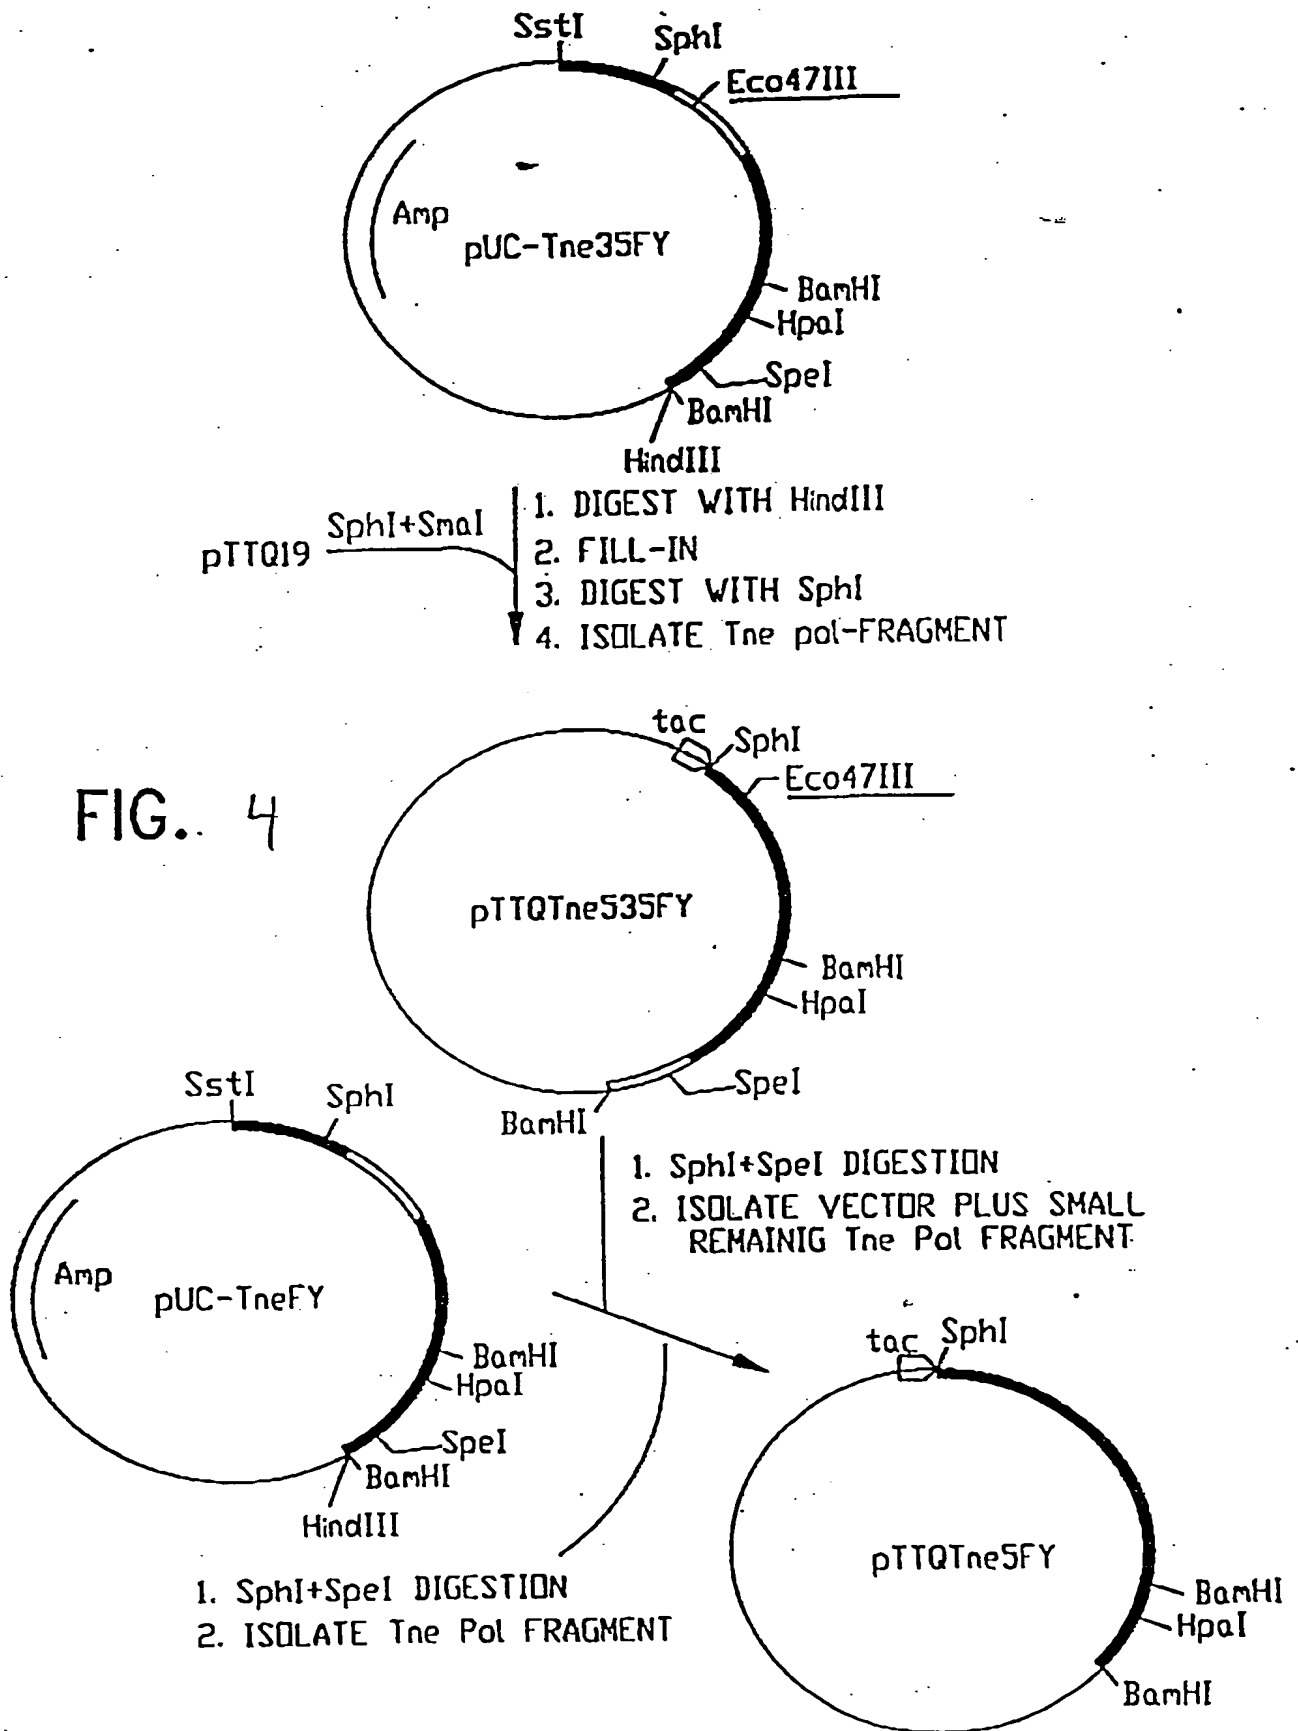 SstI
SphI
Eco47III
Amp
pUC-Tne35FY
BamHI
HpaI
SpeI
BamHI
HindIII
pTTQ19
SphI+SmaI
1. DIGEST WITH HindIII
2. FILL-IN
3. DIGEST WITH SphI
4. ISOLATE Tne pol-FRAGMENT
tac
SphI
Eco47III
FIG. 4
pTTQTne535FY
BamHI
HpaI
SpeI
BamHI
SstI
SphI
1. SphI+SpeI DIGESTION
2. ISOLATE VECTOR PLUS SMALL
REMAINIG Tne Pol FRAGMENT
Amp
pUC-TneFY
BamHI
HpaI
SpeI
BamHI
HindIII
tac
SphI
1. SphI+SpeI DIGESTION
2. ISOLATE Tne Pol FRAGMENT
pTTQTne5FY
BamHI
HpaI
BamHI